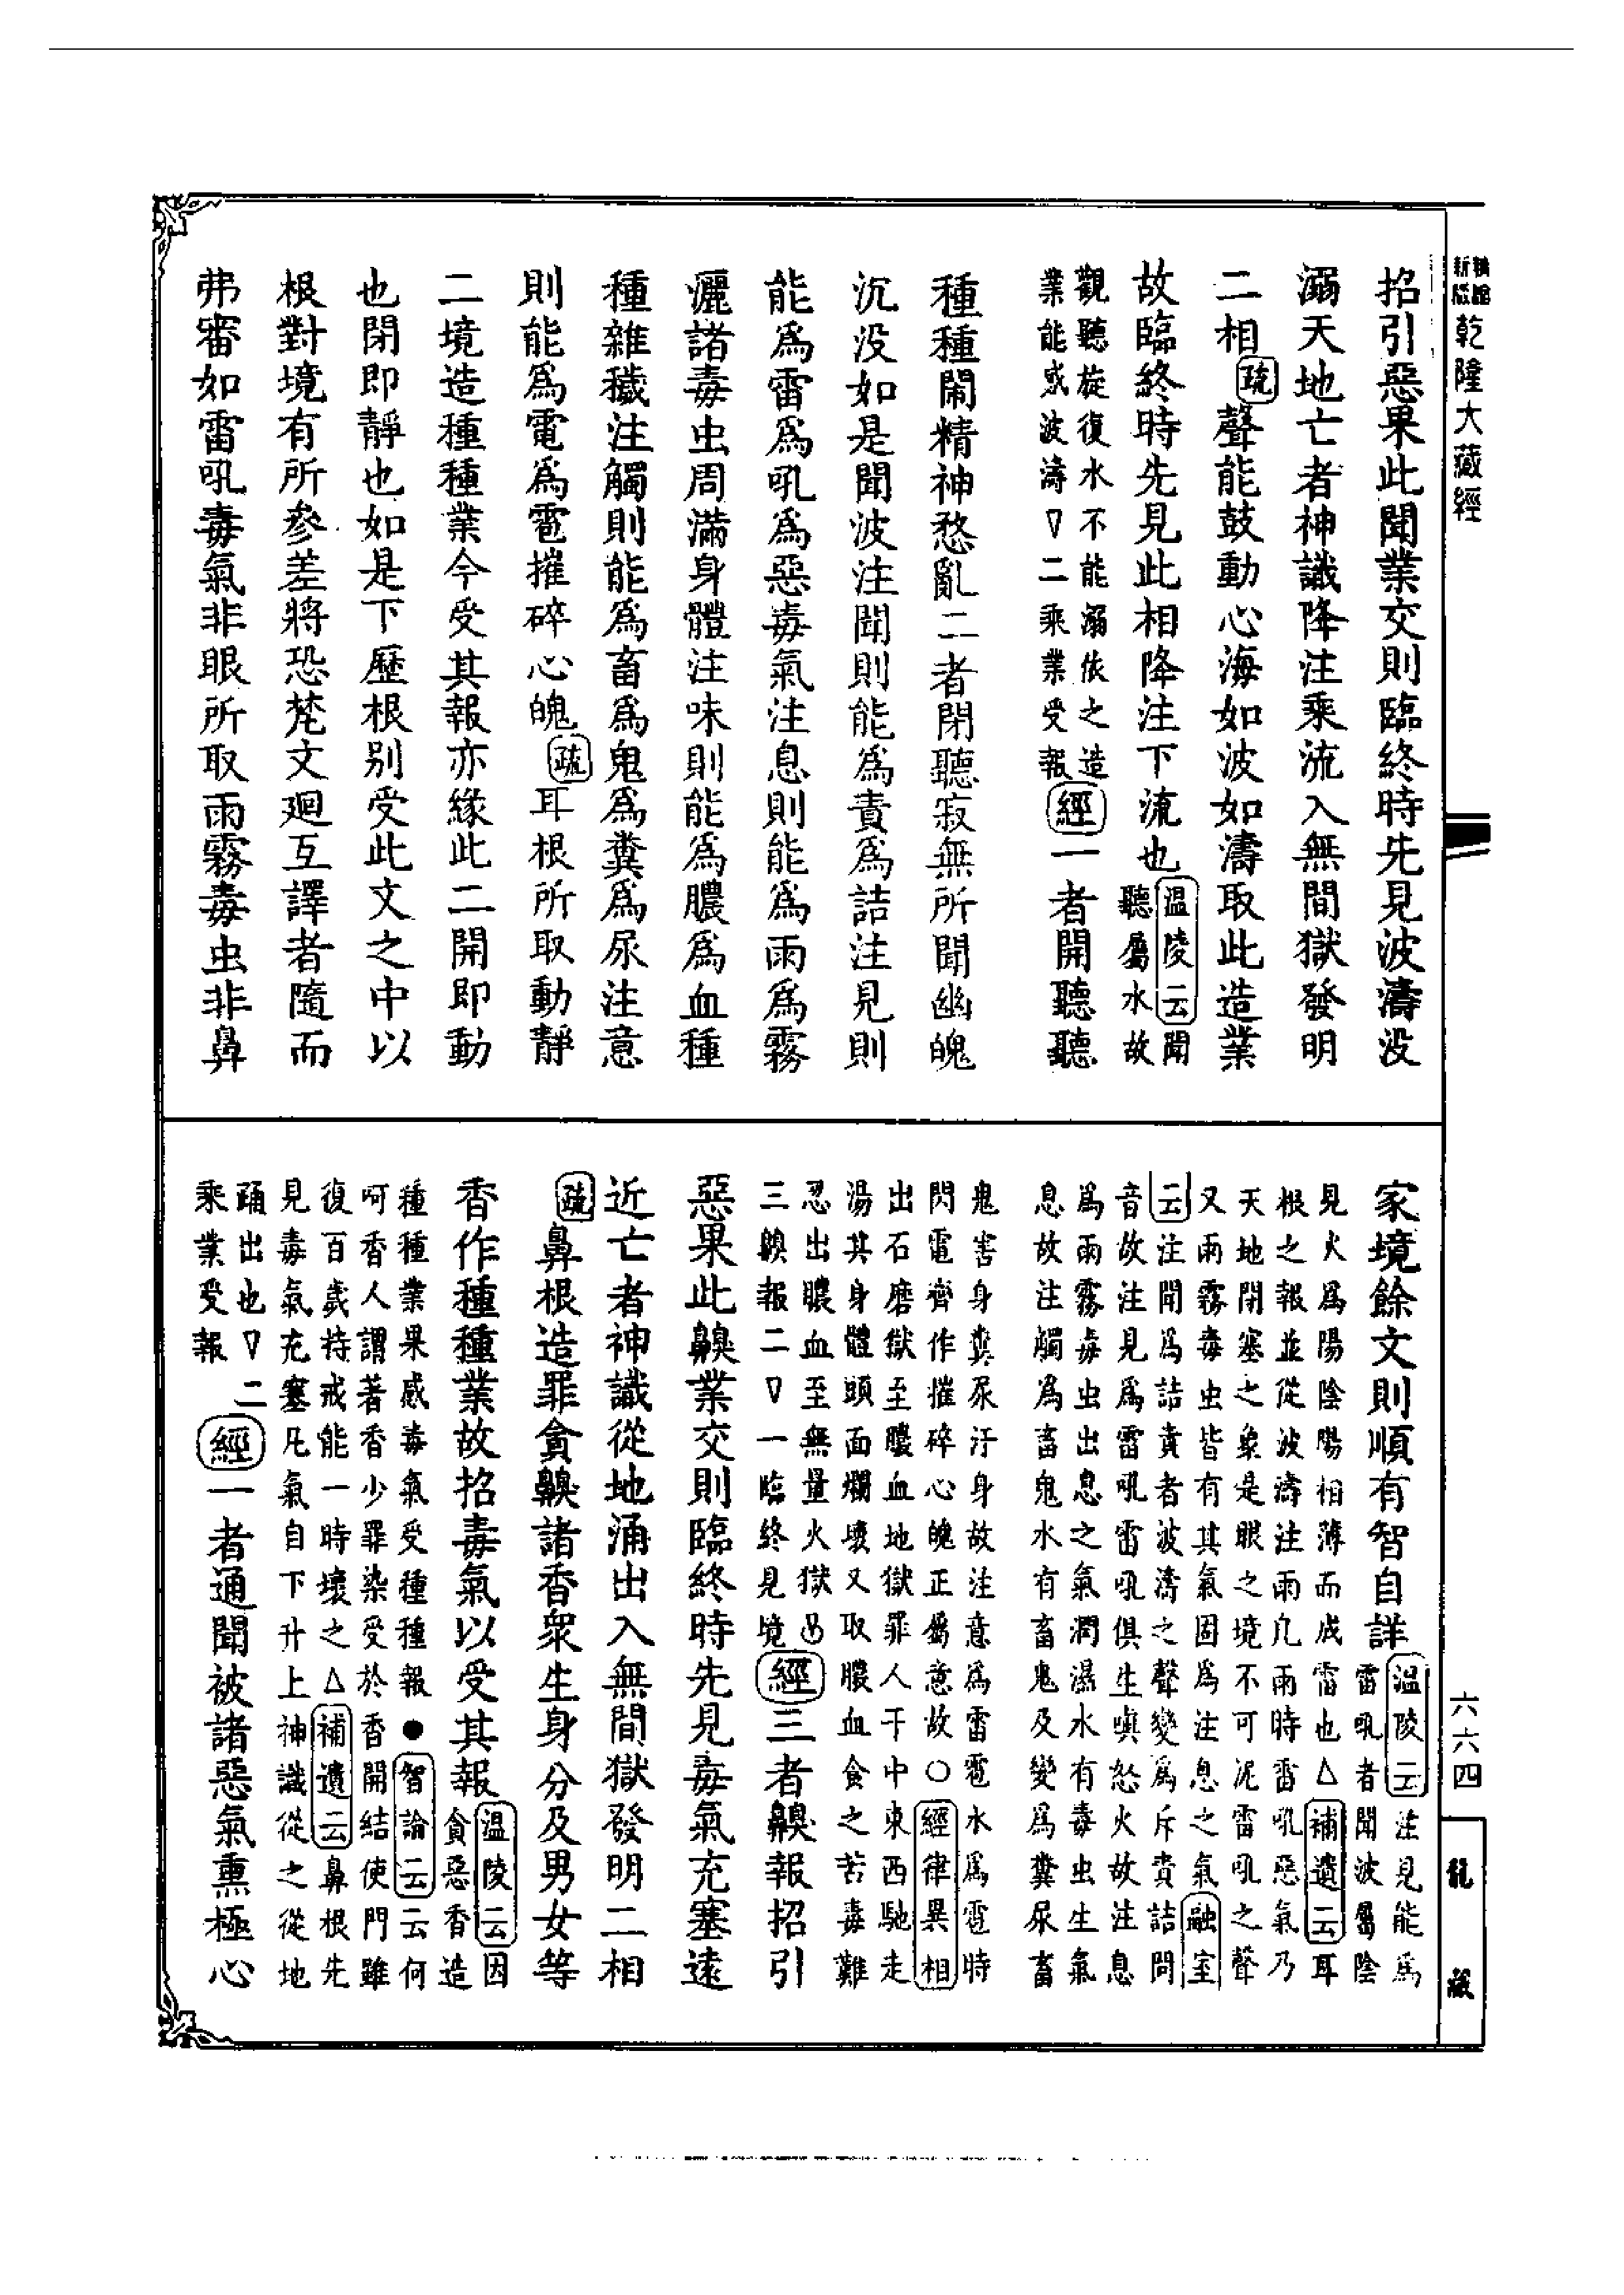 乾隆大藏經
招引惡果此聞業交則臨終時先見波濤没
溺天地亡者神識降注乘流入無間獄發明
二相疏聲能鼓動心海如波如濤取此造業
故臨終時先見此相降注下流也温陵云聞
聽屬水故
觀聽旋復水不能溺依之造
業能感波濤▽二乘業受報經一者開聽聽
種種閙精神愁亂二者閉聽寂無所聞幽魄
沉没如是聞波注聞則能爲責爲詰注見則
能爲雷爲吼爲惡毒氣注息則能爲雨爲霧
灑諸毒虫周滿身體注味則能爲膿爲血種
種雜穢注觸則能爲畜爲鬼爲糞爲尿注意
則能爲電爲雹摧碎心魄疏耳根所取動靜
二境造種種業今受其報亦緣此二開即動
也閉即靜也如是下歷根别受此文之中以
根對境有所參差將恐梵文廻互譯者隨而
弗審如雷吼毒氣非眼所取雨霧毒虫非鼻
六六四
龍藏
家境餘文則順有智自詳温陵云注見能爲
雷吼者聞波屬陰
見火爲陽陰陽相薄而成雷也△補遺云耳
根之報並從波濤注雨凡雨時雷吼惡氣乃
天地閉塞之象是眼之境不可泥雷吼之聲
又雨霧毒虫皆有其氣因爲注息之氣融室
云注聞爲詰責者波濤之聲變爲斥責詰問
音故注見爲雷吼雷吼俱生嗔怒火故注息
爲雨霧毒虫出息之氣潤濕水有毒虫生氣
息故注觸爲畜鬼水有畜鬼及變爲糞尿畜
鬼害身糞尿汙身故注意爲雷雹水爲雹時
閃電齊作摧碎心魄正屬意故○經律異相
出石磨獄至膿血地獄罪人于中東西馳走
湯其身體頭面爛壞又取膿血食之苦毒難
忍出膿血至無量火獄
三齅報二▽一臨終見境經三者齅報招引
惡果此齅業交則臨終時先見毒氣充塞遠
近亡者神識從地涌出入無間獄發明二相
疏鼻根造罪貪齅諸香衆生身分及男女等
香作種種業故招毒氣以受其報温陵云因
貪惡香造
種種業果感毒氣受種種報●智論云云何
呵香人謂著香少罪染受於香開結使門雖
復百歲持戒能一時壞之△補遺云鼻根先
見毒氣充塞凡氣自下升上神識從之從地
踊出也▽二
乘業受報經一者通聞被諸惡氣熏極心